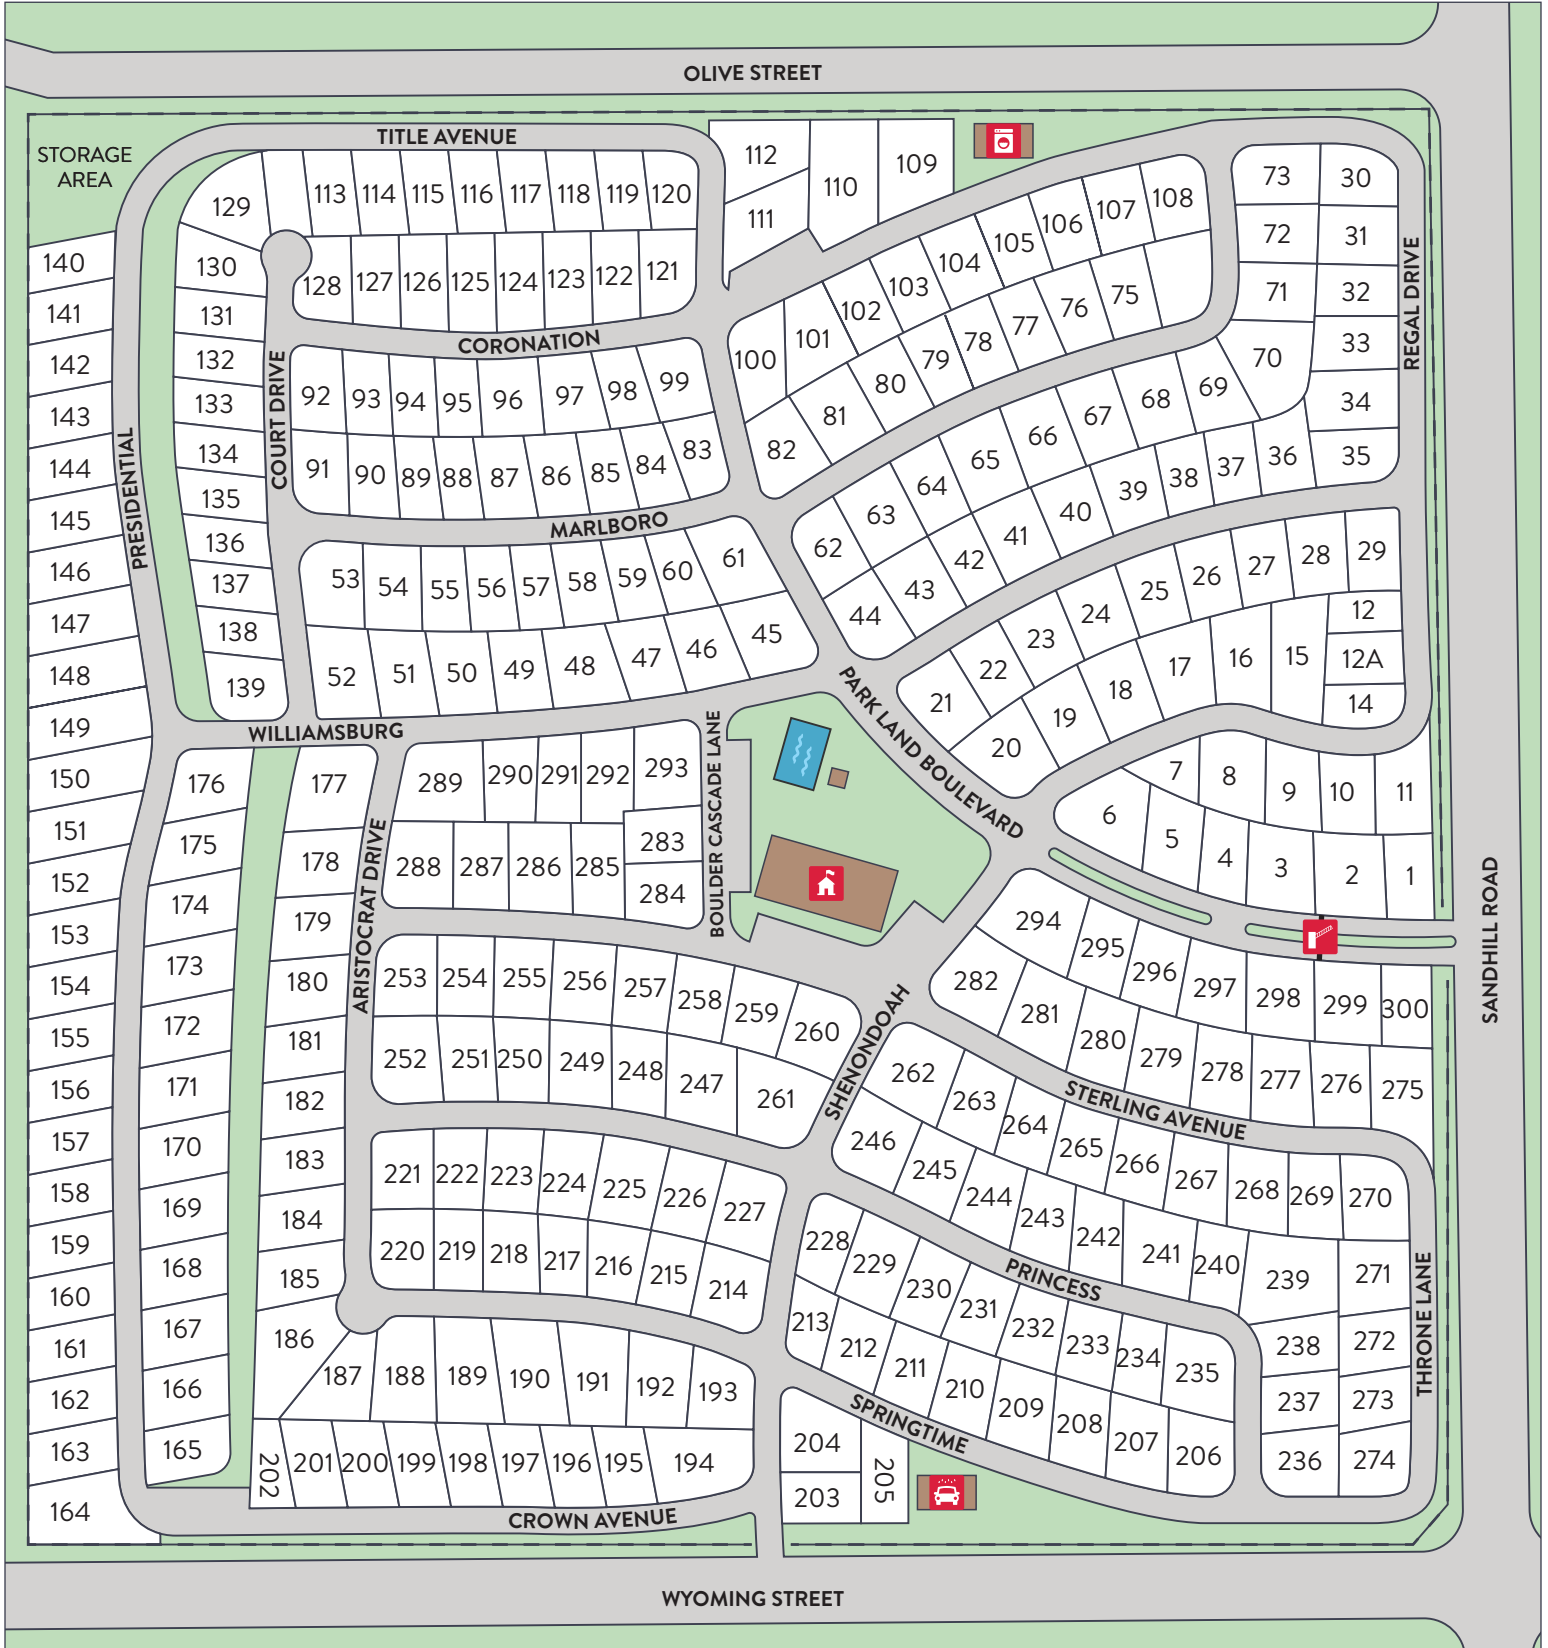 OLIVE STREET
STORAGE
AREA
TITLE AVENUE
112
109
110
111
129
113 114 115 116 117 118 119 120
128 127 126 125 124 123 122 121
130
131
132
133
134
135
136
137
138
139
140
141
142
143
144
145
146
147
148
149
150
151
152
153
154
155
156
157
158
159
160
161
162
163
164
PRESIDENTIAL
COURT DRIVE
CORONATION
92 93 94 95 96 97 98 99
91 90 89 88 87 86 85 84 83
MARLBORO
53 54 55 56 57 58 59 60 61
52 51 50 49 48 47 46 45
WILLIAMSBURG
100 101 102 103 104 105 106 107 108
82 81 80 79 78 77 76 75
73 30
72 31
71 32
70 33
34
35
REGAL DRIVE
62 63 64 65 66 67 68 69
44 43 42 41 40 39 38 37 36
21 22 23 24 25 26 27 28 29
20 19 18 17 16 15
12
12A
14
PARK LAND BOULEVARD
6 7 8 9 10 11
5 4 3 2 1
SANDHILL ROAD
176
175
174
173
172
171
170
169
168
167
166
165
177
178
179
180
181
182
183
184
185
186
ARISTOCRAT DRIVE
289 290 291 292 293
288 287 286 285 283
284
BOULDER CASCADE LANE
253 254 255 256 257 258 259 260
252 251 250 249 248 247 261
SHENONDOAH
221 222 223 224 225 226 227
220 219 218 217 216 215 214
187 188 189 190 191 192 193
202 201 200 199 198 197 196 195 194
CROWN AVENUE
294 295 296 297 298 299 300
282 281 280 279 278 277 276 275
STERLING AVENUE
262 263 264 265 266 267 268 269 270
246 245 244 243 242 241 240 239 271
238 272
237 273
236 274
THRONE LANE
PRINCESS
228 229 230 231 232 233 234 235
213 212 211 210 209 208 207 206
SPRINGTIME
204
203
205
WYOMING STREET